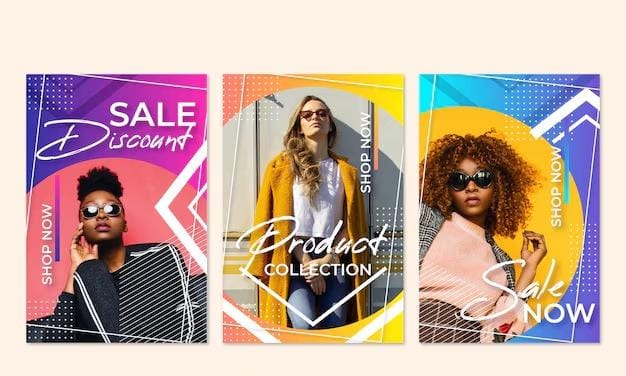 SALE
Discount
SHOP NOW
SHOP NOW
Product
COLLECTION
SHOP NOW
Sale
NOW